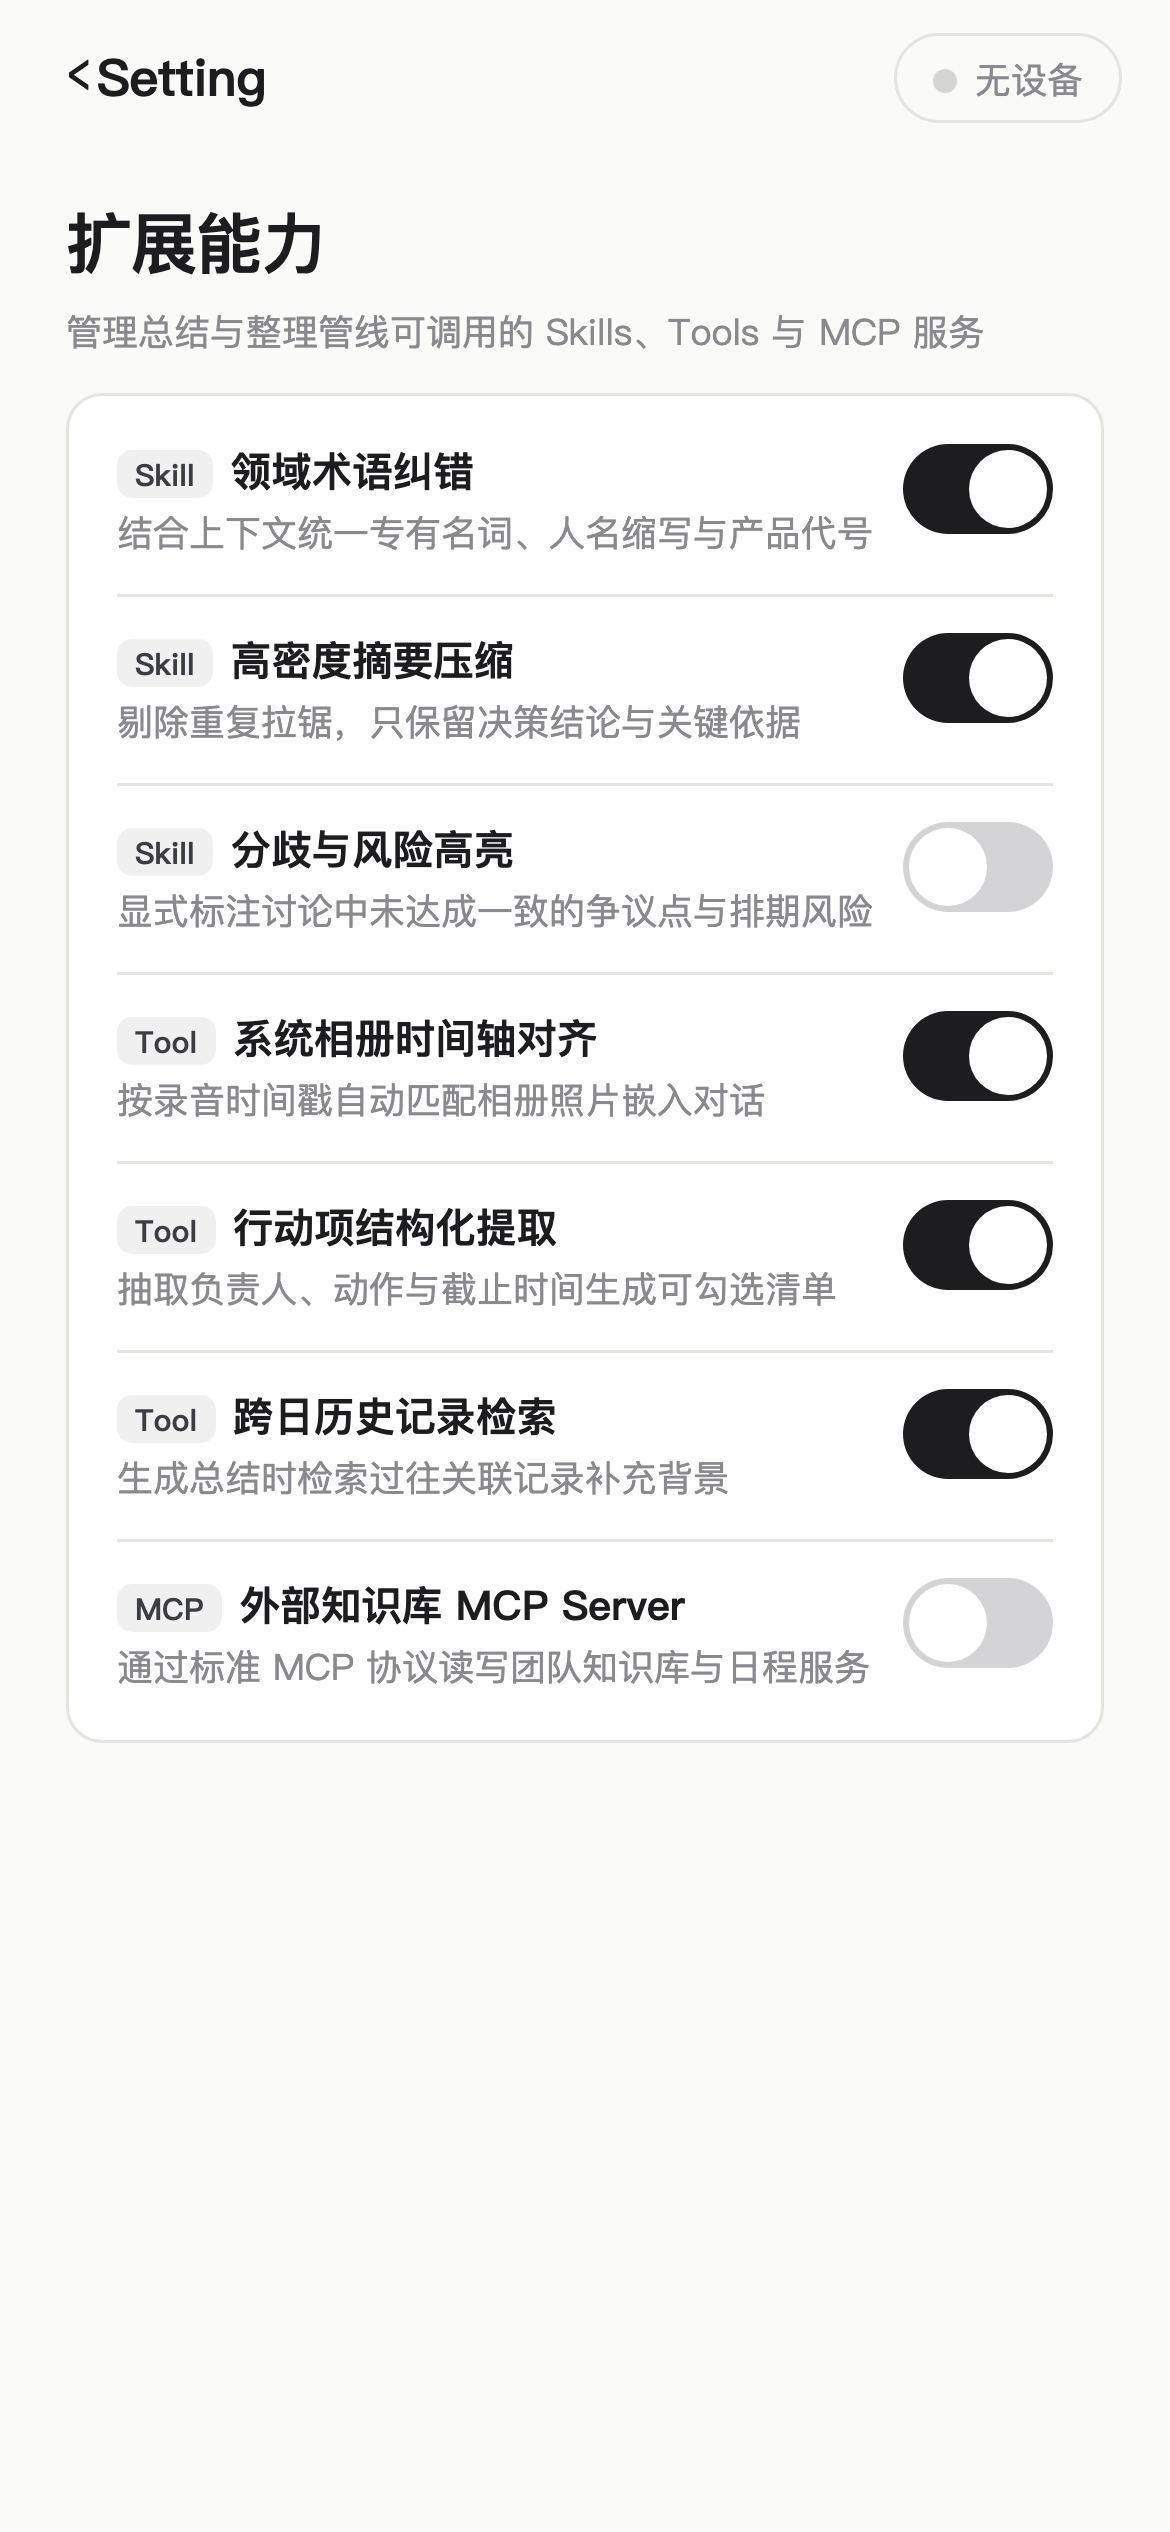 <Setting
无设备
扩展能力
管理总结与整理管线可调用的 Skills、Tools 与 MCP 服务
Skill 领域术语纠错
结合上下文统一专有名词、人名缩写与产品代号
Skill 高密度摘要压缩
剔除重复拉锯，只保留决策结论与关键依据
Skill 分歧与风险高亮
显式标注讨论中未达成一致的争议点与排期风险
Tool 系统相册时间轴对齐
按录音时间戳自动匹配相册照片嵌入对话
Tool 行动项结构化提取
抽取负责人、动作与截止时间生成可勾选清单
Tool 跨日历史记录检索
生成总结时检索过往关联记录补充背景
MCP 外部知识库 MCP Server
通过标准 MCP 协议读写团队知识库与日程服务